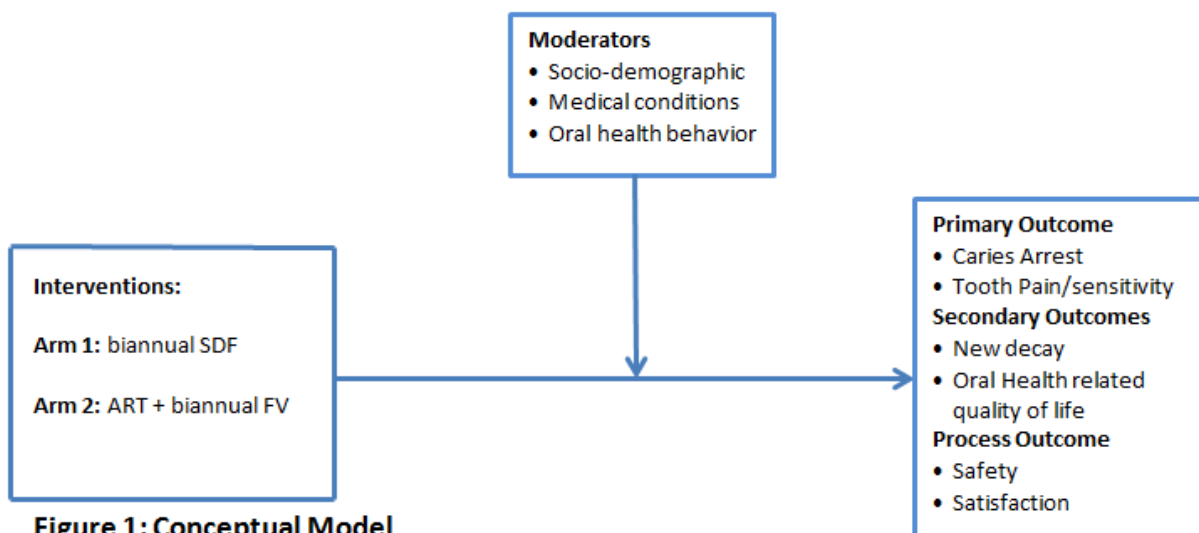 Moderators
• Socio-demographic
• Medical conditions
• Oral health behavior
Interventions:
Arm 1: biannual SDF
Arm 2: ART + biannual FV
Primary Outcome
• Caries Arrest
• Tooth Pain/sensitivity
Secondary Outcomes
• New decay
• Oral Health related
quality of life
Process Outcome
• Safety
• Satisfaction
Figure 1: Conceptual Model